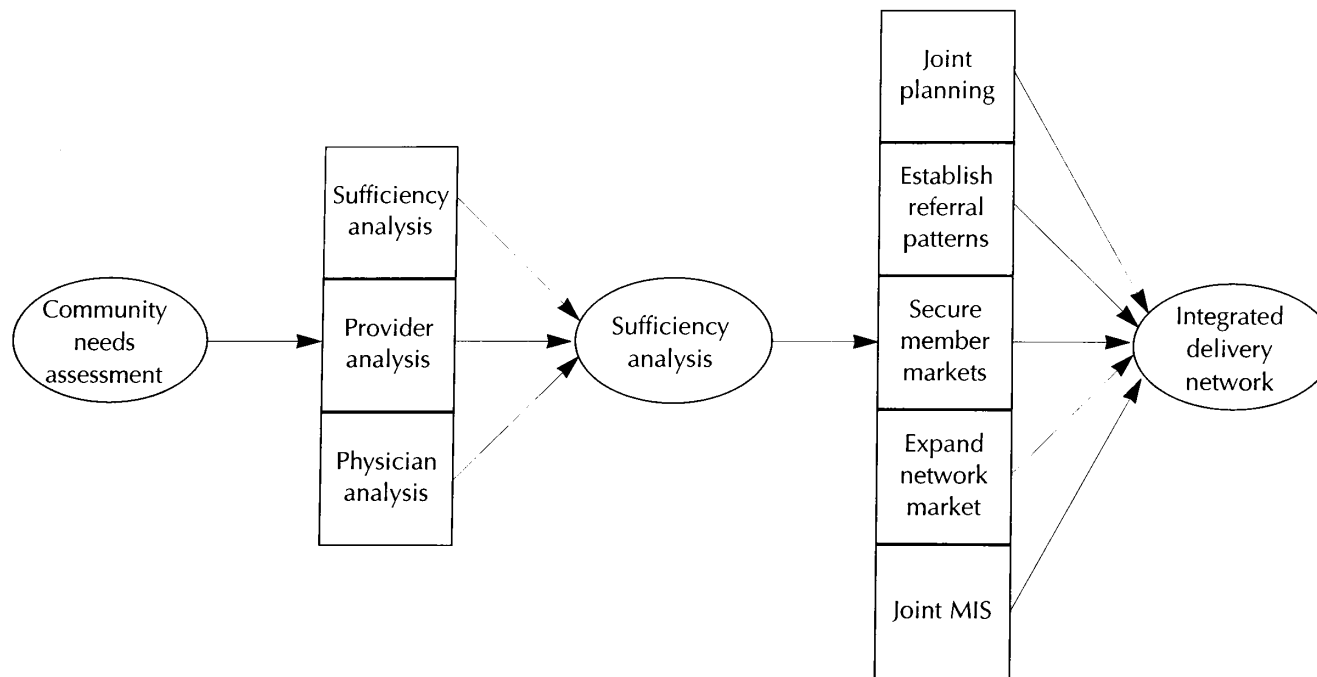 Community
needs
assessment
Sufficiency
analysis
Provider
analysis
Physician
analysis
Sufficiency
analysis
Joint
planning
Establish
referral
patterns
Secure
member
markets
Expand
network
market
Joint MIS
Integrated
delivery
network